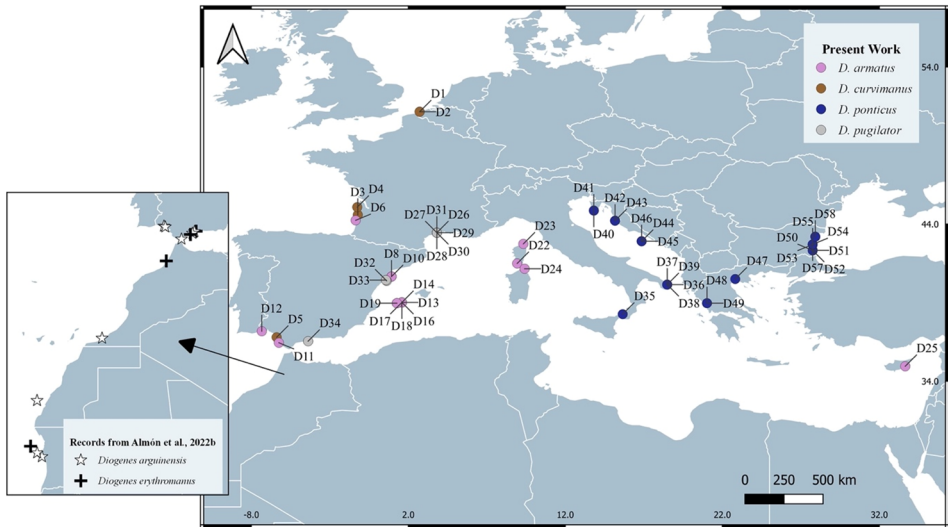 Present Work
D. armatus
D. curvimanus
D. ponticus
D. pugilator
54.0
44.0
34.0
D1
D2
D3
D4
D6
D31
D27
D26
D29
D28
D30
D32
D8
D10
D33
D14
D19
D13
D17
D16
D18
D12
D5
D34
D11
D23
D22
D24
D41
D42
D43
D40
D46
D44
D45
D37
D39
D36
D38
D35
D47
D48
D49
D58
D55
D54
D50
D51
D53
D52
D57
D25
Records from Almón et al., 2022b
Diogenes arguinensis
Diogenes erythromanus
0 250 500 km
-8.0 2.0 12.0 22.0 32.0